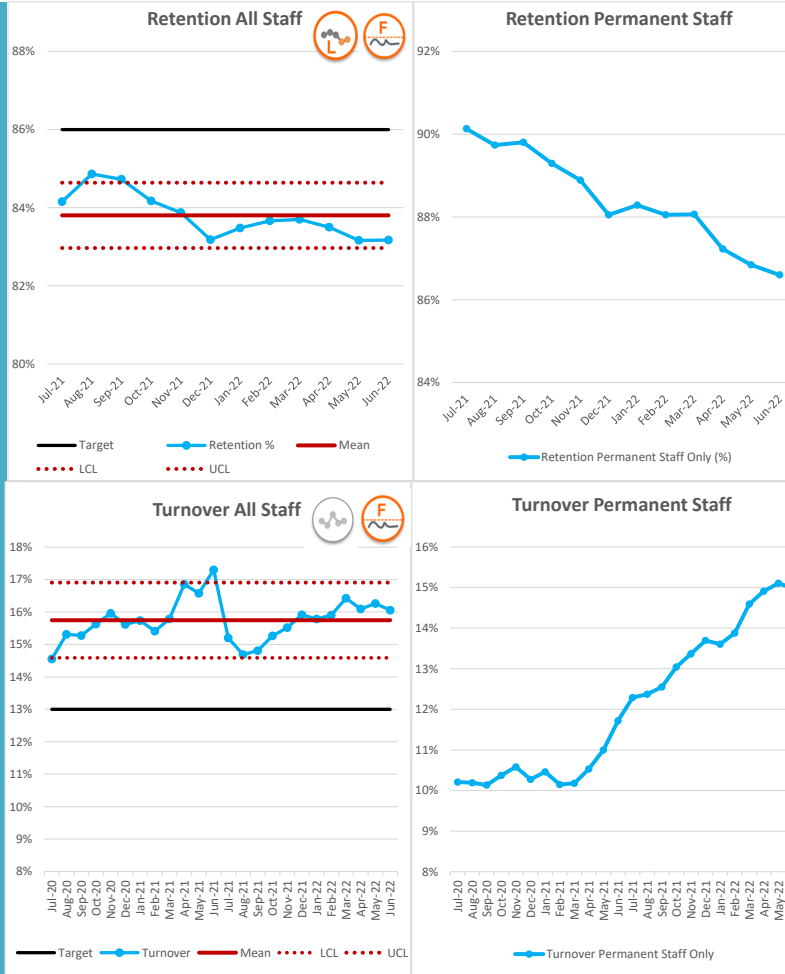 Retention All Staff
L
F
88%
86%
84%
82%
80%
Jul-21
Aug-21
Sep-21
Oct-21
Nov-21
Dec-21
Jan-22
Feb-22
Mar-22
Apr-22
May-22
Jun-22
Target
Retention %
Mean
LCL
UCL
Retention Permanent Staff
92%
90%
88%
86%
84%
Jul-21
Aug-21
Sep-21
Oct-21
Nov-21
Dec-21
Jan-22
Feb-22
Mar-22
Apr-22
May-22
Jun-22
Retention Permanent Staff Only (%)
Turnover All Staff
F
18%
17%
16%
15%
14%
13%
12%
11%
10%
9%
8%
Jul-20
Aug-20
Sep-20
Oct-20
Nov-20
Dec-20
Jan-21
Feb-21
Mar-21
Apr-21
May-21
Jun-21
Jul-21
Aug-21
Sep-21
Oct-21
Nov-21
Dec-21
Jan-22
Feb-22
Mar-22
Apr-22
May-22
Jun-22
Target
Turnover
Mean
LCL
UCL
Turnover Permanent Staff
16%
15%
14%
13%
12%
11%
10%
9%
8%
Jul-20
Aug-20
Sep-20
Oct-20
Nov-20
Dec-20
Jan-21
Feb-21
Mar-21
Apr-21
May-21
Jun-21
Jul-21
Aug-21
Sep-21
Oct-21
Nov-21
Dec-21
Jan-22
Feb-22
Mar-22
Apr-22
May-22
Turnover Permanent Staff Only